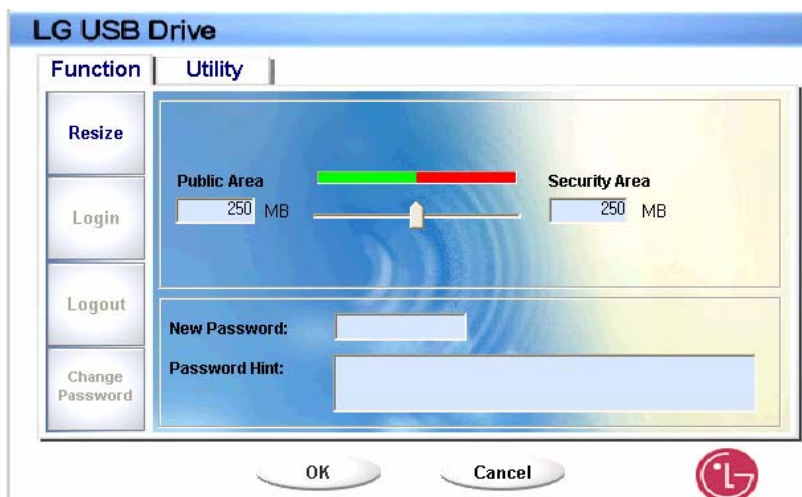 LG USB Drive
Function Utility
Resize
Login
Logout
Change
Password
Public Area
250 MB
Security Area
250 MB
New Password:
Password Hint:
OK Cancel